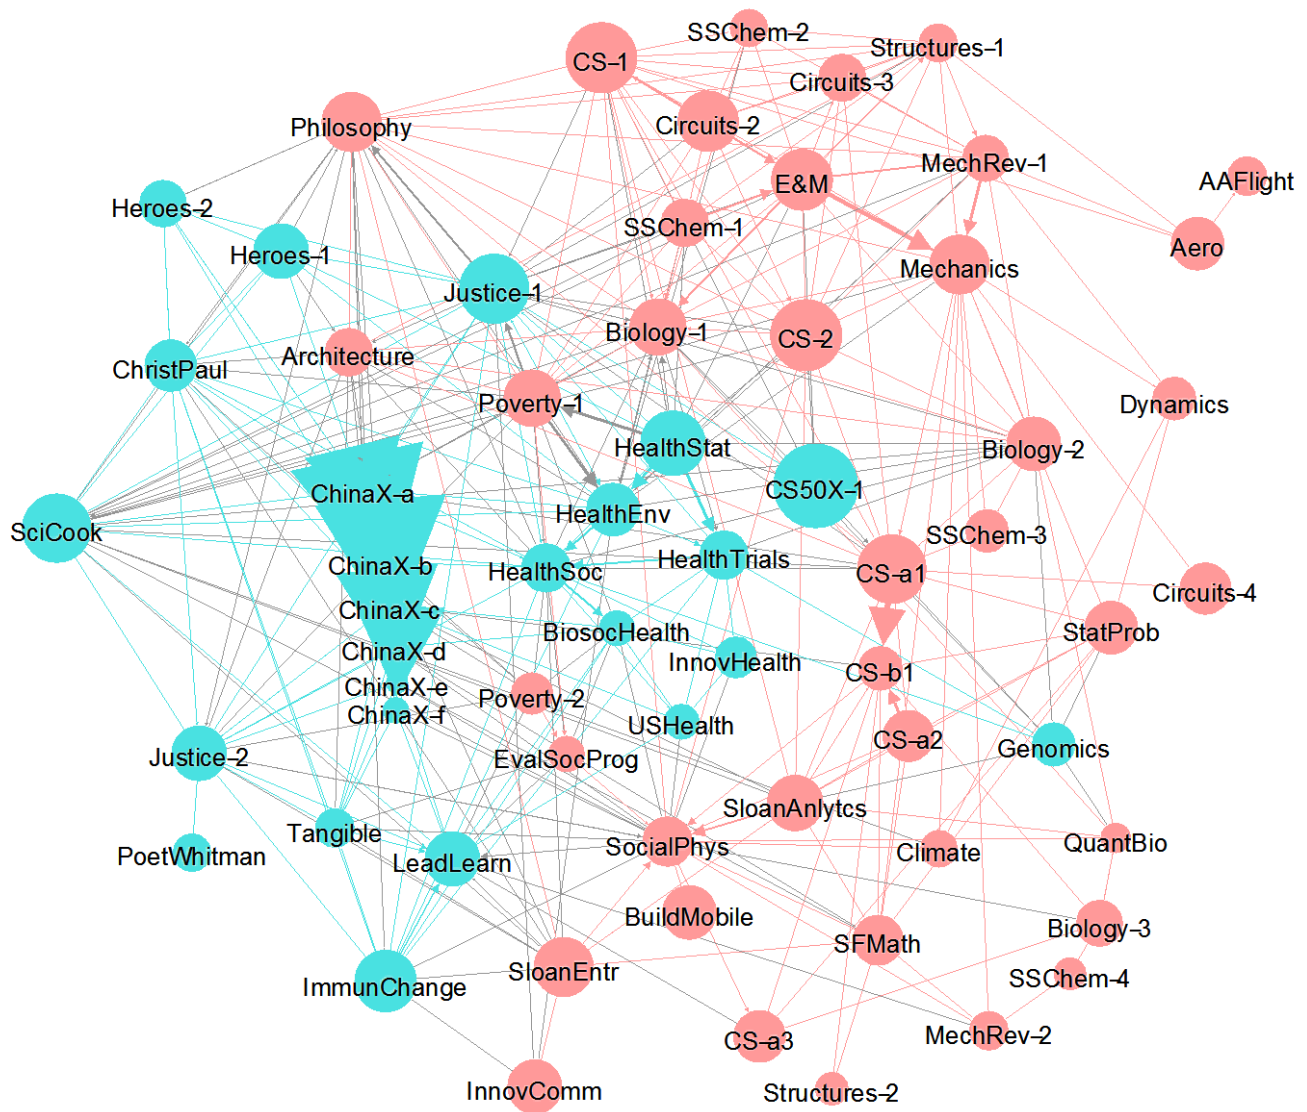 SSChem–2
Structures–1
CS–1
Circuits–3
Circuits–2
Philosophy
MechRev–1
AAFlight
E&M
Heroes–2
SSChem–1
Heroes–1
Aero
Mechanics
Justice–1
Biology–1
CS–2
Architecture
ChristPaul
Poverty–1
Dynamics
HealthStat
Biology–2
ChinaX–a
CS50X–1
HealthEnv
SciCook
SSChem–3
HealthTrials
ChinaX–b
HealthSoc
CS–a1
Circuits–4
ChinaX–c
BiosocHealth
StatProb
ChinaX–d
InnovHealth
CS–b1
ChinaX–e
Poverty–2
ChinaX–f
USHealth
CS–a2
Genomics
Justice–2
EvalSocProg
SloanAnlytcs
Tangible
SocialPhys
QuantBio
PoetWhitman
LeadLearn
Climate
BuildMobile
Biology–3
SFMath
SloanEntr
SSChem–4
ImmunChange
MechRev–2
CS–a3
InnovComm
Structures–2